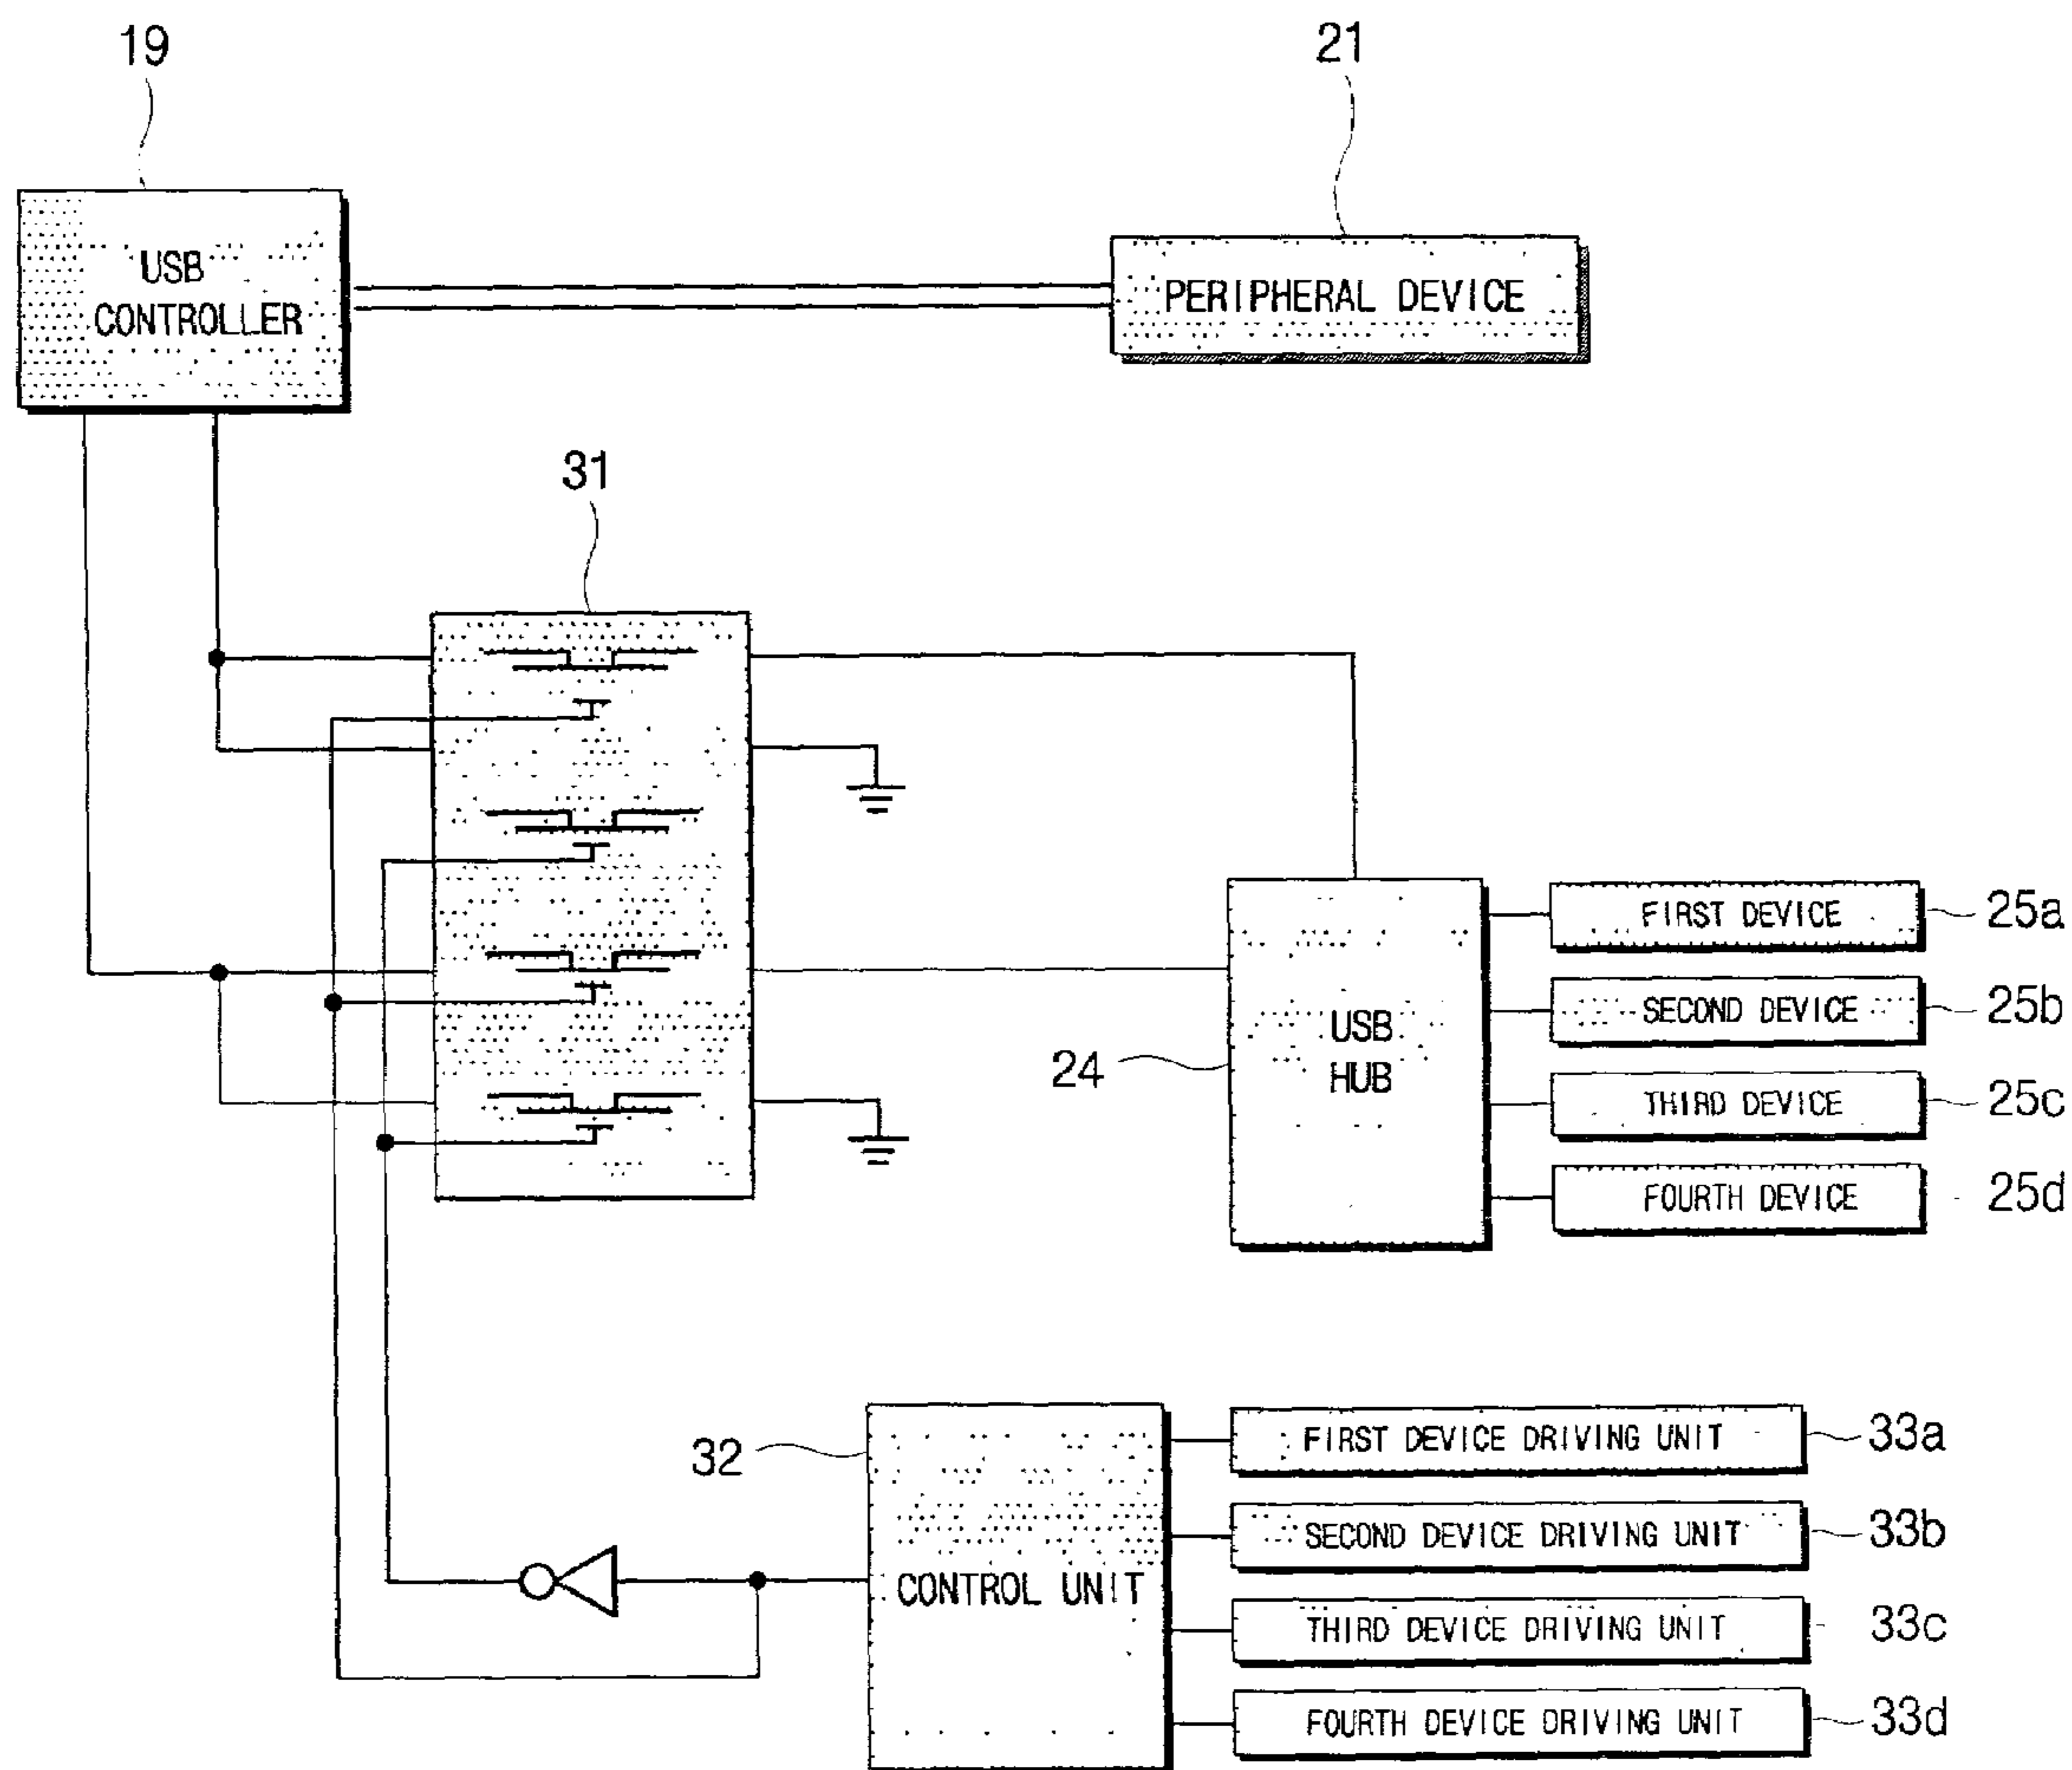 19
21
USB
CONTROLLER
PERIPHERAL DEVICE
31
FIRST DEVICE
25a
SECOND DEVICE
25b
USB
HUB
24
THIRD DEVICE
25c
FOURTH DEVICE
25d
32
FIRST DEVICE DRIVING UNIT
33a
SECOND DEVICE DRIVING UNIT
33b
CONTROL UNIT
THIRD DEVICE DRIVING UNIT
33c
FOURTH DEVICE DRIVING UNIT
33d